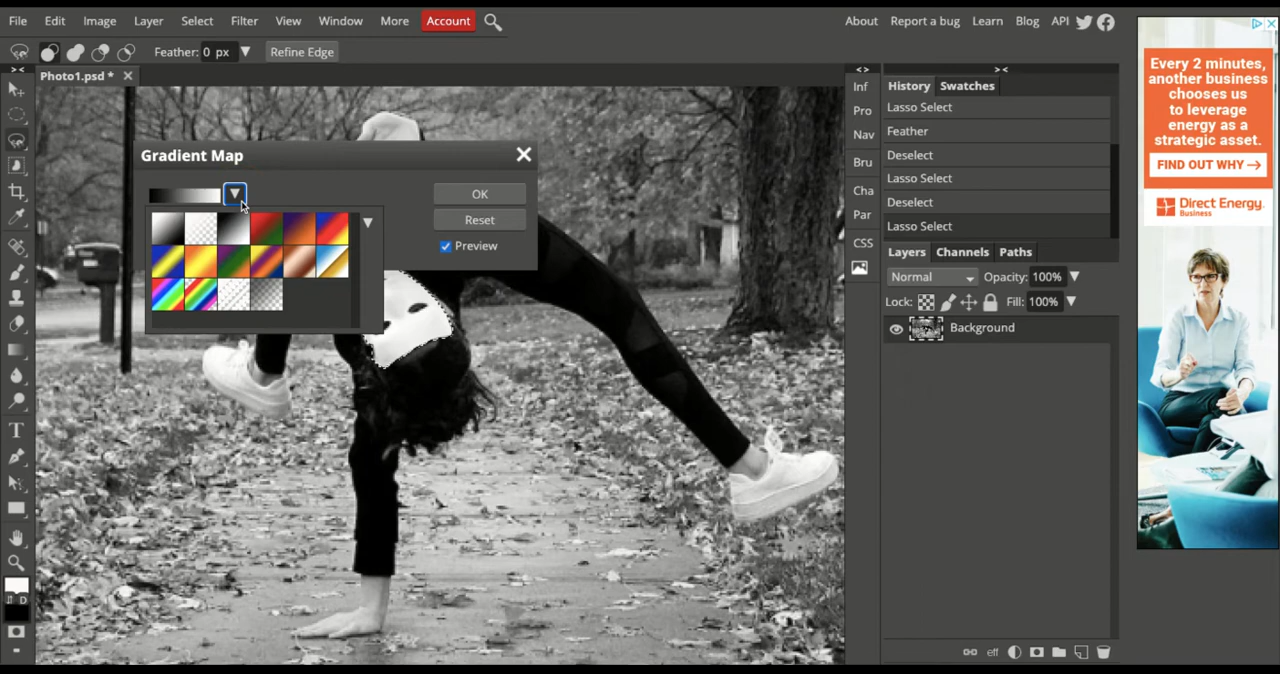 File Edit Image Layer Select Filter View Window More Account About Report a bug Learn Blog API
Feather: 0 px Refine Edge
Photo1.psd *
Gradient Map
OK
Reset
Preview
Inf
Pro
Nav
Bru
Cha
Par
CSS
History Swatches
Lasso Select
Feather
Deselect
Lasso Select
Deselect
Lasso Select
Layers Channels Paths
Normal Opacity: 100%
Lock: Fill: 100%
Background
eff
D
Every 2 minutes,
another business
chooses us
to leverage
energy as a
strategic asset.
FIND OUT WHY →
Direct Energy.
Business